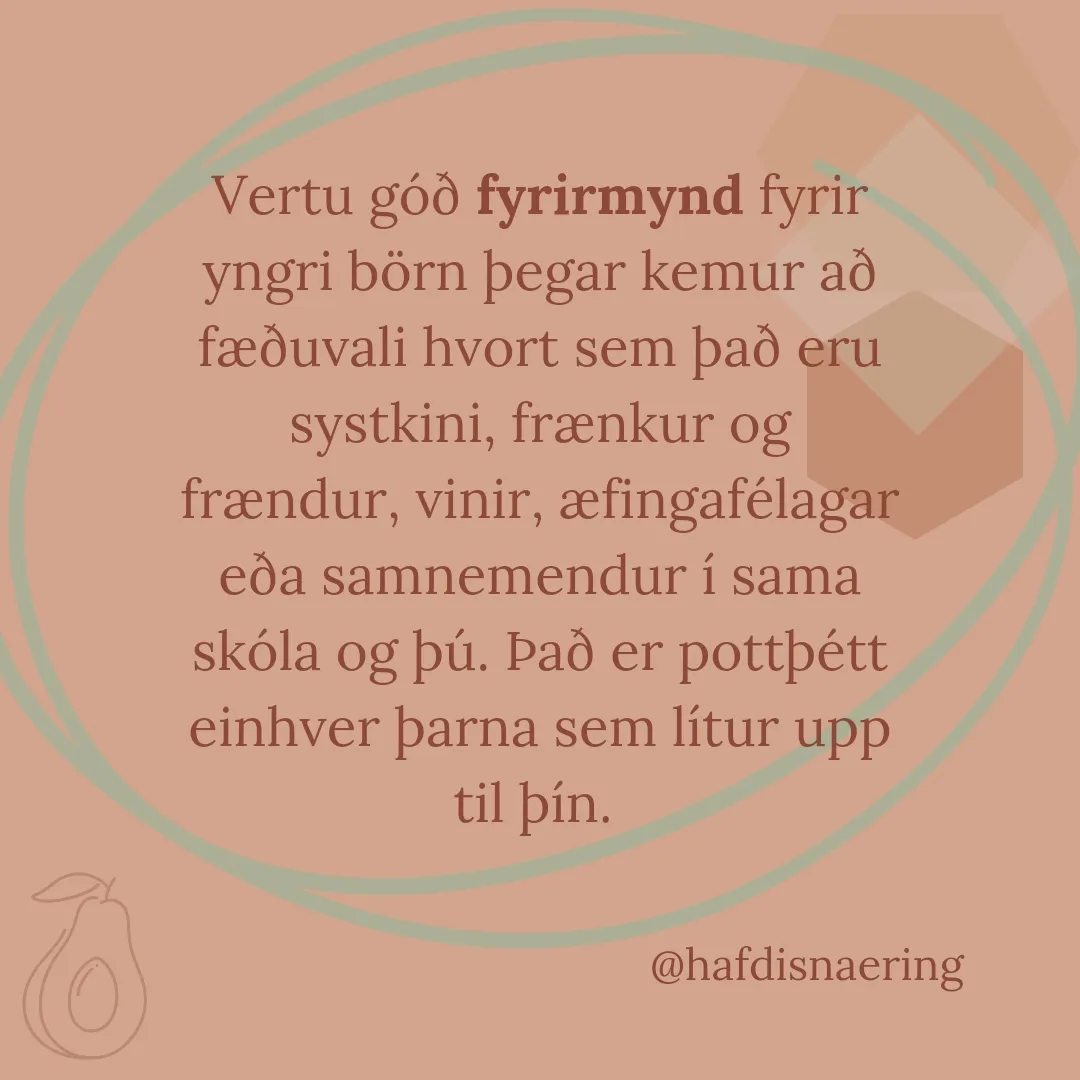 Vertu góð fyrirmynd fyrir
yngri börn þegar kemur að
fæðuvali hvort sem það eru
systkini, frænkur og
frændur, vinir, æfingafélagar
eða samnemendur í sama
skóla og þú. Það er pottþétt
einhver þarna sem lítur upp
til þín.
@hafdisnaering